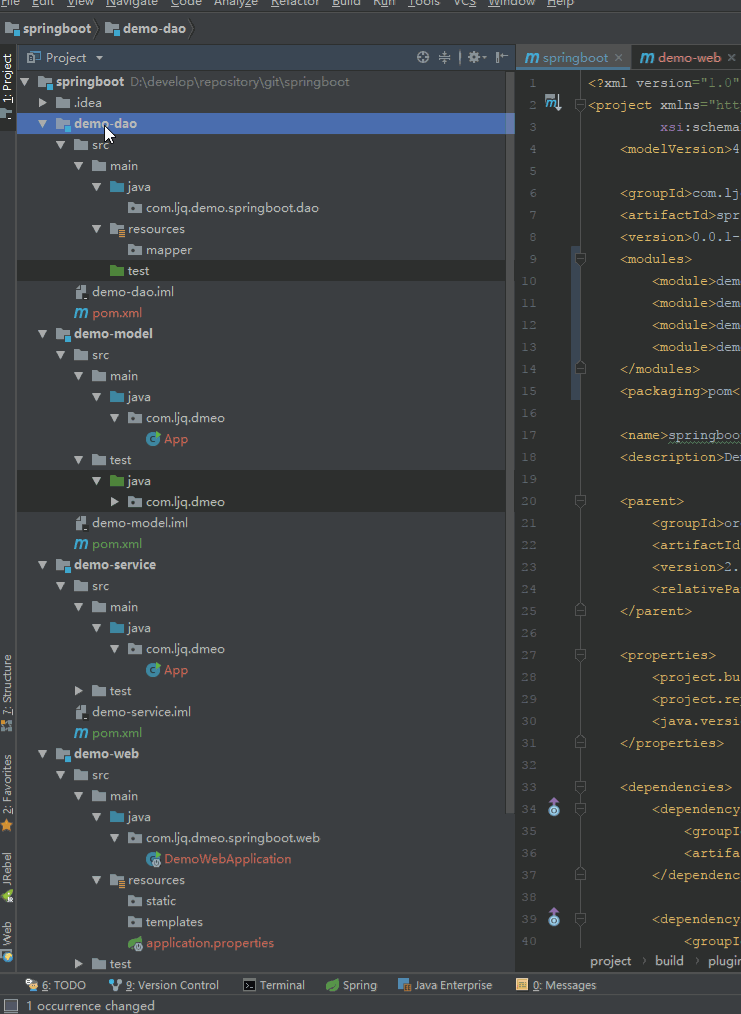 File Edit View Navigate Code Analyze Refactor Build Run Tools VCS Window Help
springboot demo-dao
1: Project
Project
springboot D:\develop\repository\git\springboot
.idea
demo-dao
src
main
java
com.ljq.demo.springboot.dao
resources
mapper
test
demo-dao.iml
pom.xml
demo-model
src
main
java
com.ljq.dmeo
App
test
java
com.ljq.dmeo
demo-model.iml
pom.xml
demo-service
src
main
java
com.ljq.dmeo
App
test
demo-service.iml
pom.xml
demo-web
src
main
java
com.ljq.dmeo.springboot.web
DemoWebApplication
resources
static
templates
application.properties
test
7: Structure
2: Favorites
JRebel
Web
springboot
demo-web
1 <?xml version="1.0"
2 <project xmlns="htt
3 xsi:schema
4 <modelVersion>4
5
6 <groupId>com.lj
7 <artifactId>spr
8 <version>0.0.1-
9 <modules>
10 <module>dem
11 <module>dem
12 <module>dem
13 <module>dem
14 </modules>
15 <packaging>pom<
16
17 <name>springboo
18 <description>De
19
20 <parent>
21 <groupId>or
22 <artifactId
23 <version>2.
24 <relativePa
25 </parent>
26
27 <properties>
28 <project.bu
29 <project.re
30 <java.versi
31 </properties>
32
33 <dependencies>
34 <dependency
35 <groupI
36 <artifa
37 </dependenc
38
39 <dependency
40 <groupI
project build plugin
6: TODO 9: Version Control Terminal Spring Java Enterprise 0: Messages
1 occurrence changed